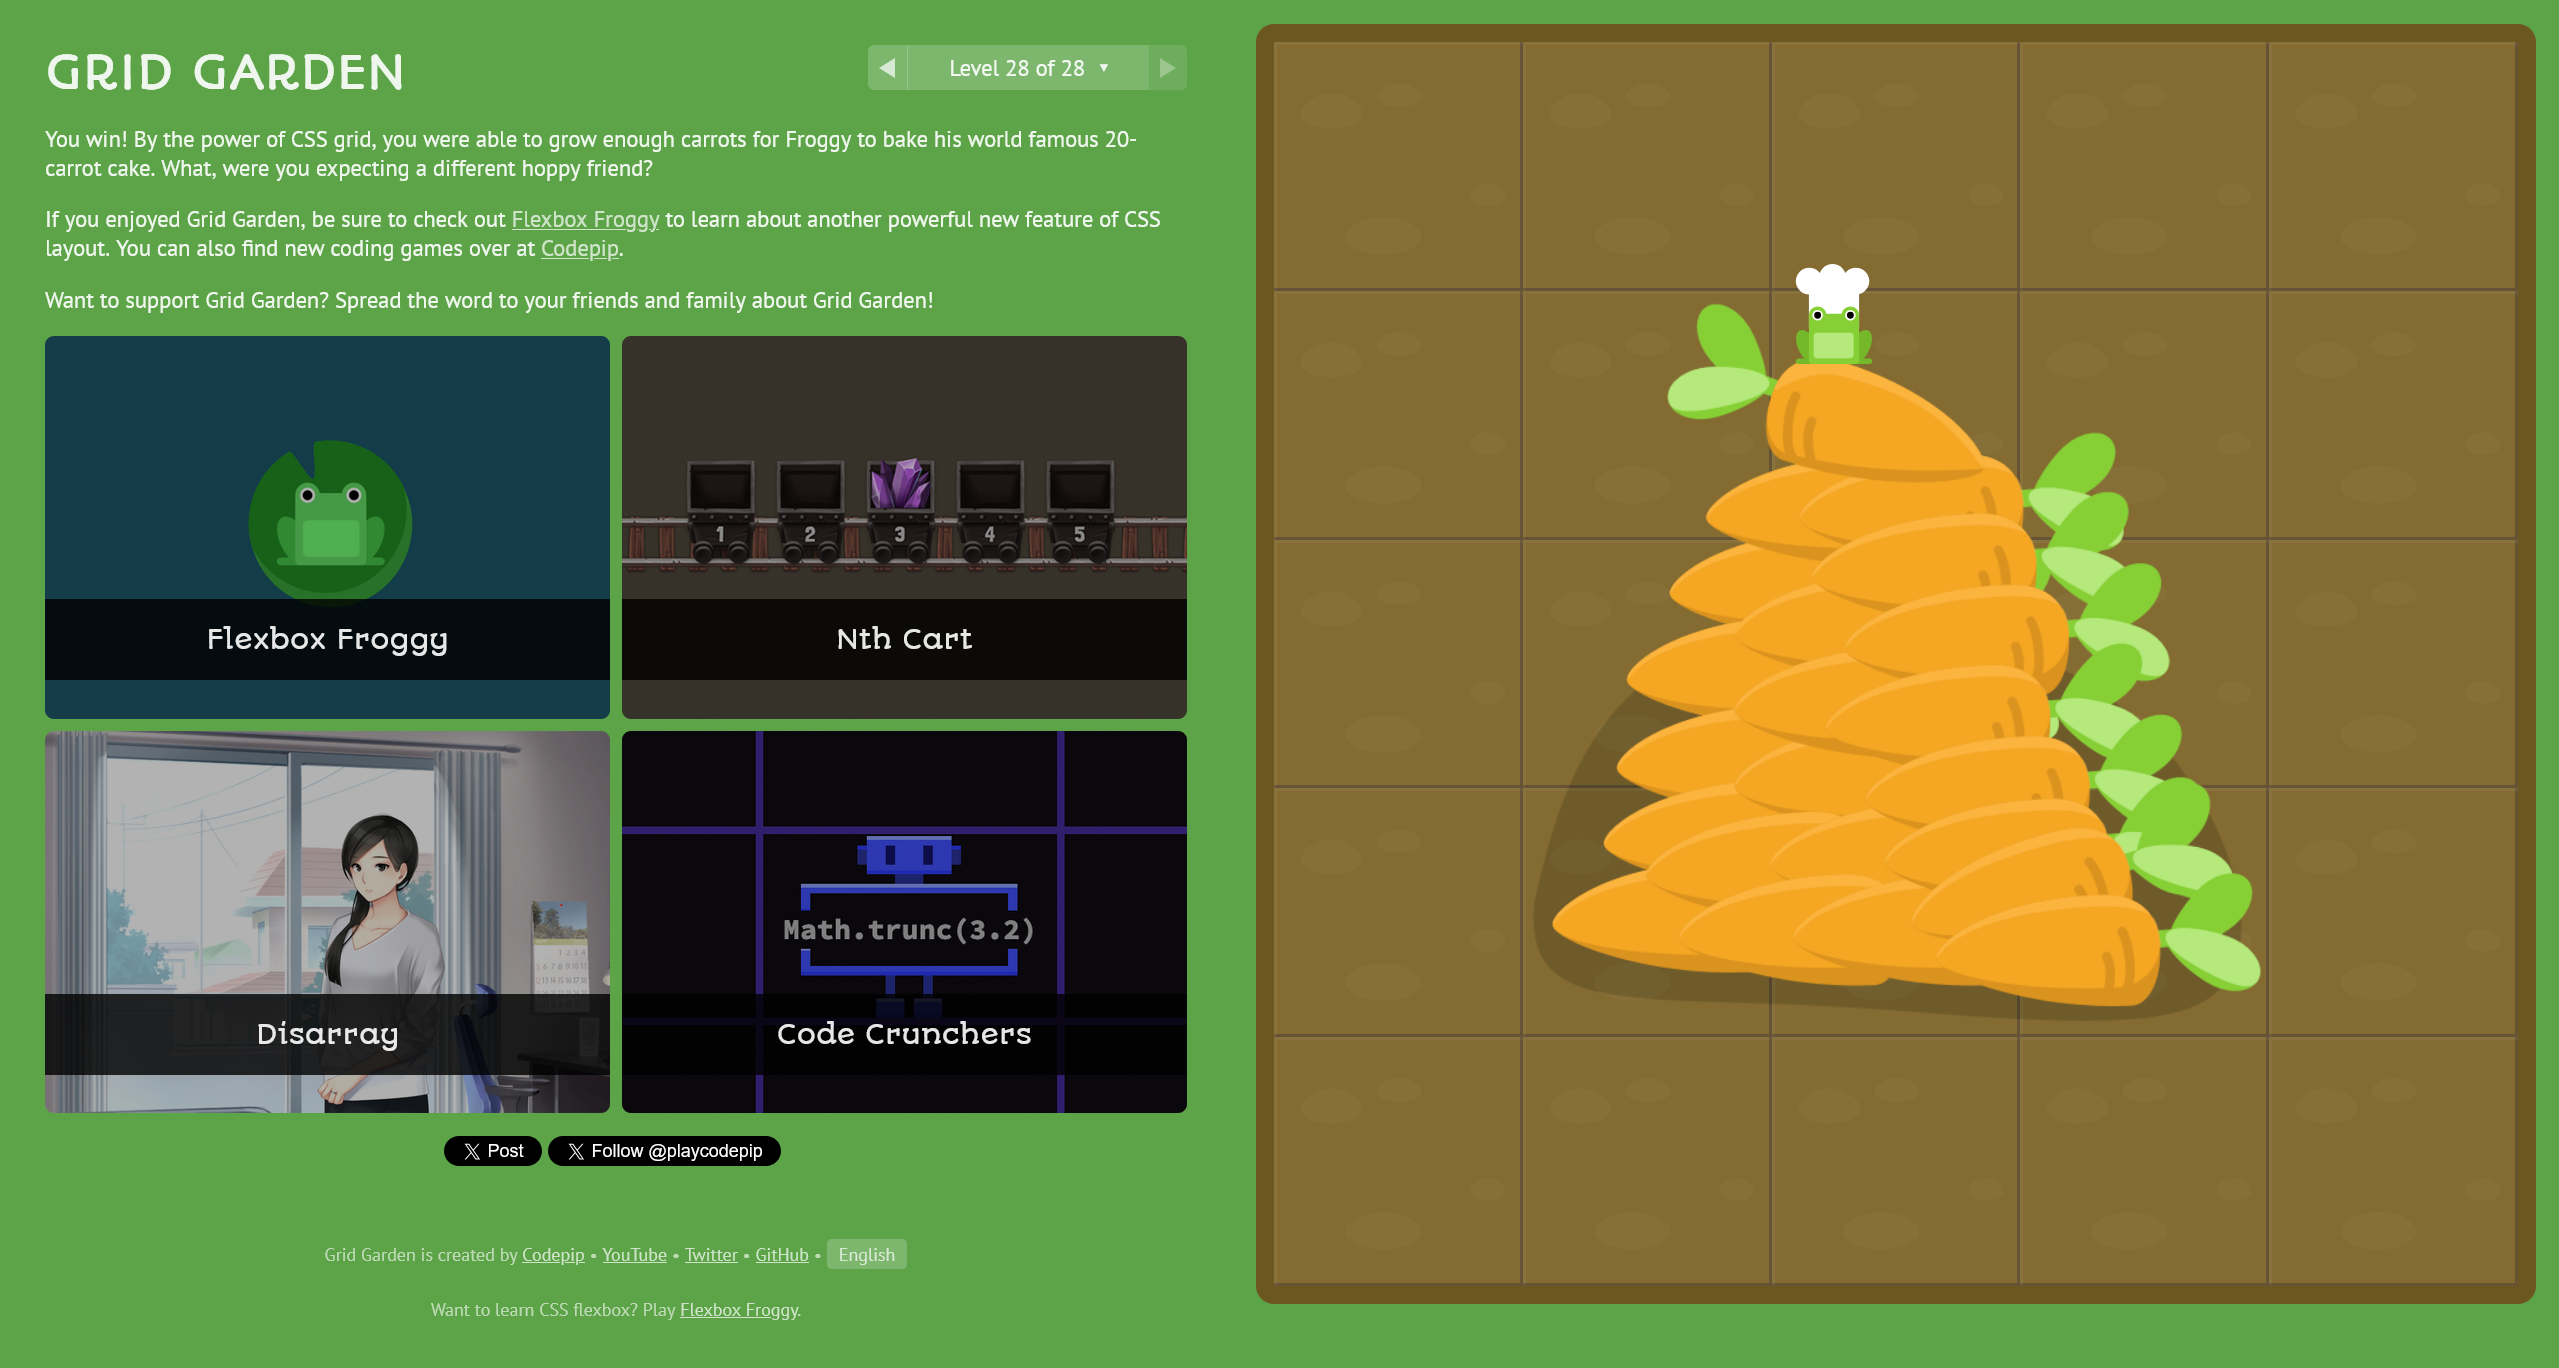 GRID GARDEN
Level 28 of 28 ▼
You win! By the power of CSS grid, you were able to grow enough carrots for Froggy to bake his world famous 20-
carrot cake. What, were you expecting a different hoppy friend?
If you enjoyed Grid Garden, be sure to check out Flexbox Froggy to learn about another powerful new feature of CSS
layout. You can also find new coding games over at Codepip.
Want to support Grid Garden? Spread the word to your friends and family about Grid Garden!
1 2 3 4 5
Flexbox Froggy
Nth Cart
Math.trunc(3.2)
Disarray
Code Crunchers
X Post
X Follow @playcodepip
Grid Garden is created by Codepip • YouTube • Twitter • GitHub • English
Want to learn CSS flexbox? Play Flexbox Froggy.